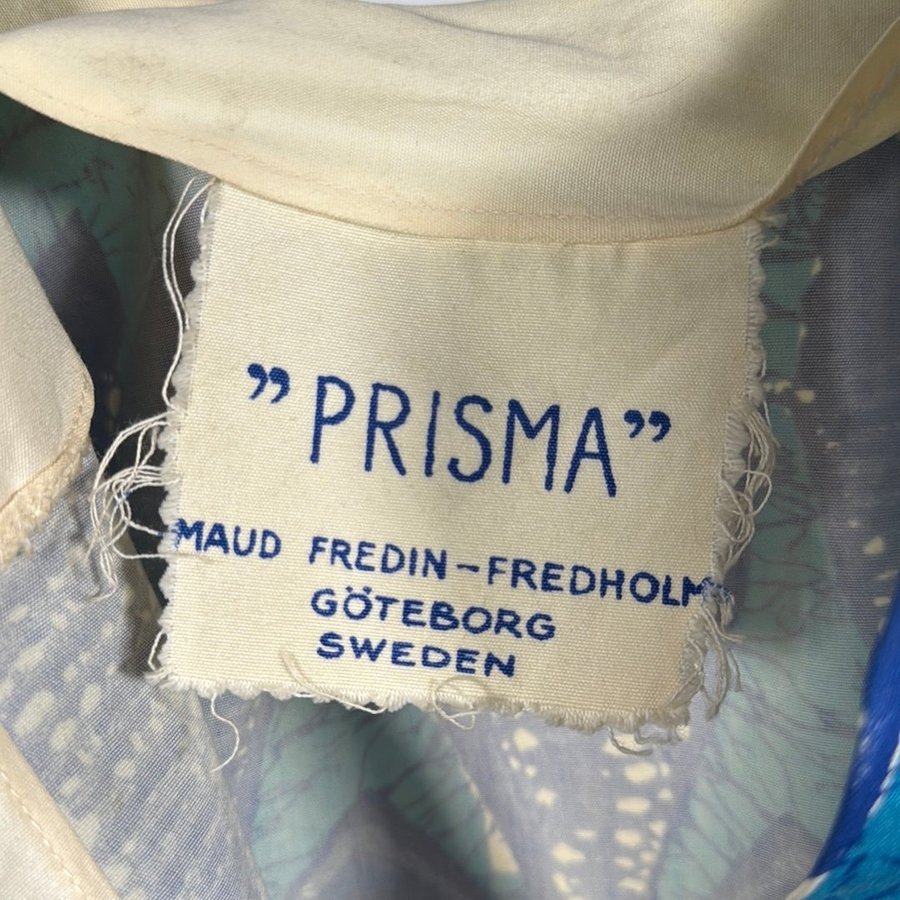 ”PRISMA”
MAUD FREDIN-FREDHOLM
GÖTEBORG
SWEDEN